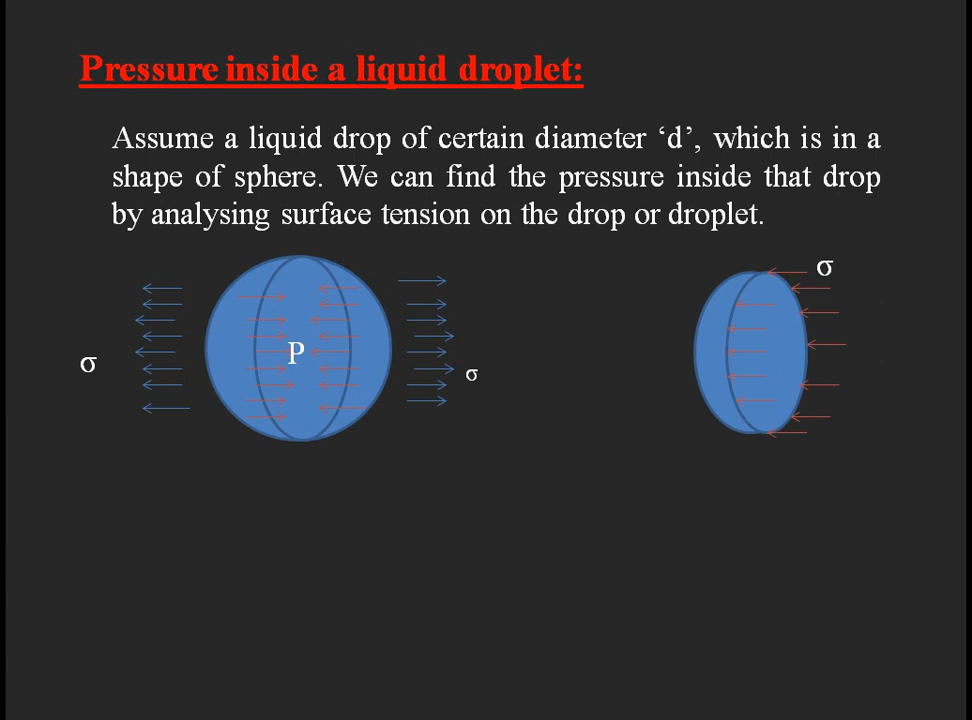 Pressure inside a liquid droplet:
Assume a liquid drop of certain diameter ‘d’, which is in a
shape of sphere. We can find the pressure inside that drop
by analysing surface tension on the drop or droplet.
σ
P
σ
σ